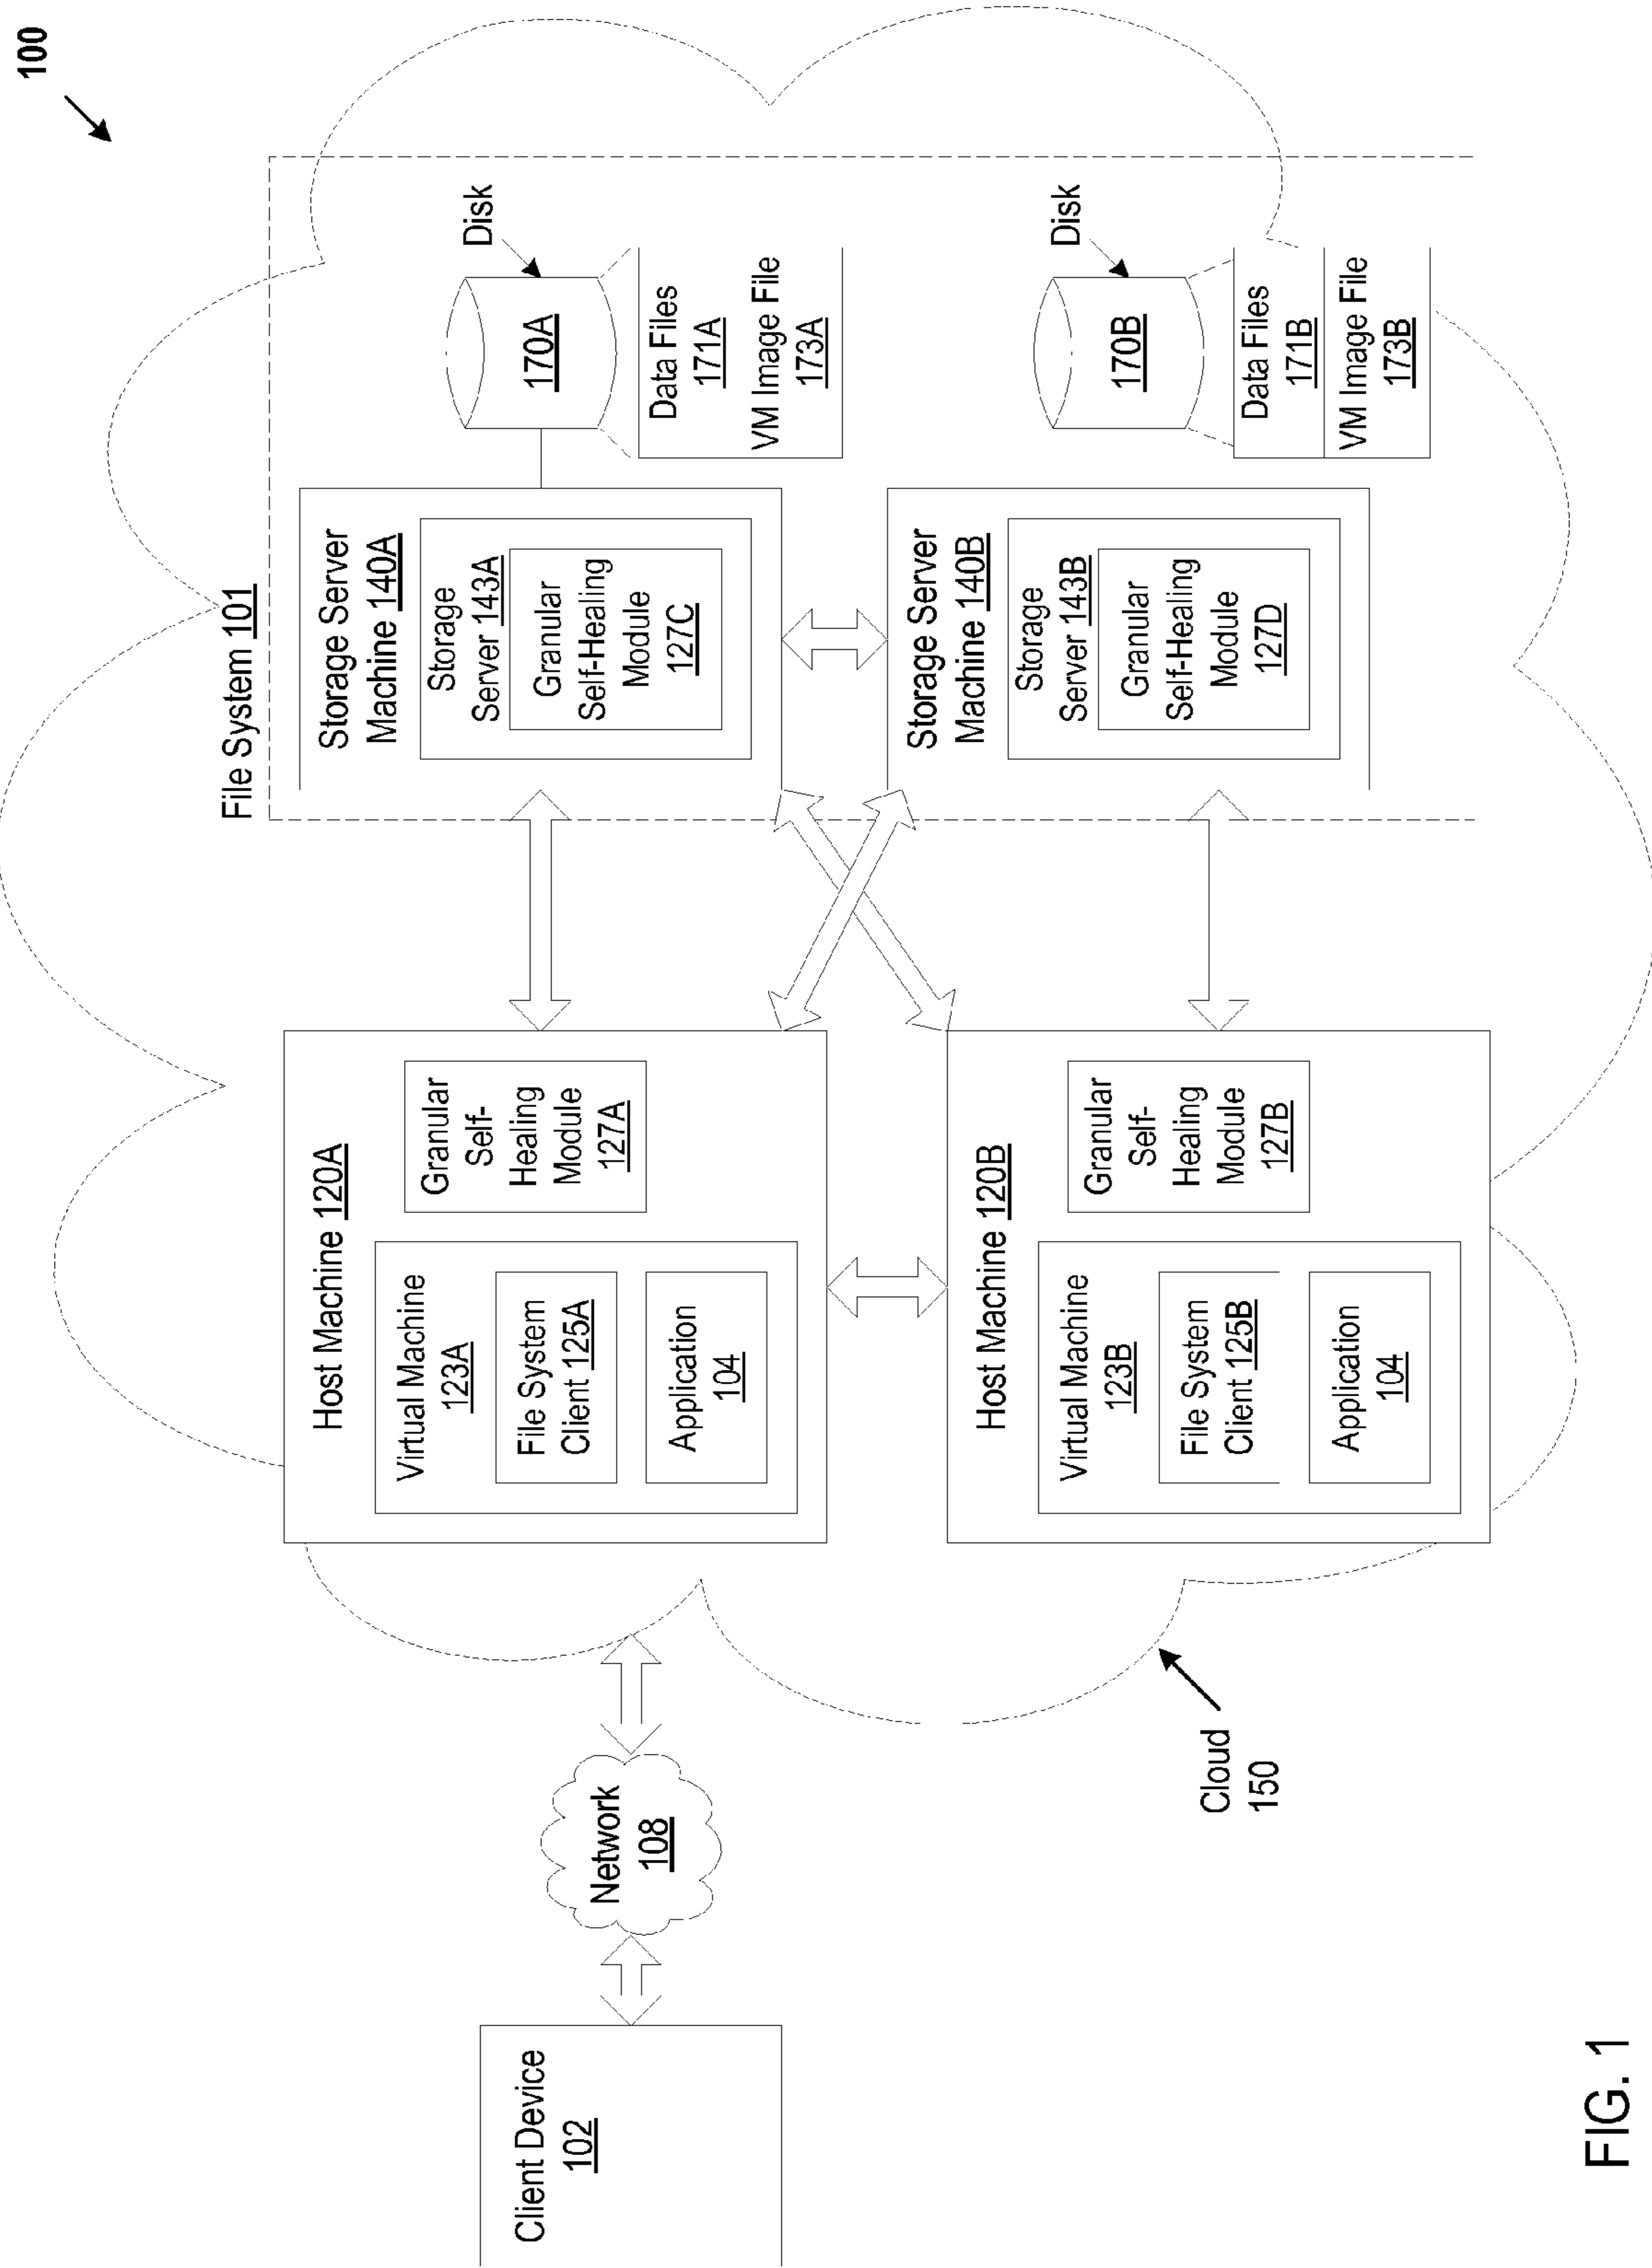 100
File System 101
Client Device
102
Network
108
Cloud
150
Host Machine 120A
Virtual Machine
123A
File System
Client 125A
Application
104
Granular
Self-
Healing
Module
127A
Storage Server
Machine 140A
Storage
Server 143A
Granular
Self-Healing
Module
127C
Disk
170A
Data Files
171A
VM Image File
173A
Host Machine 120B
Virtual Machine
123B
File System
Client 125B
Application
104
Granular
Self-
Healing
Module
127B
Storage Server
Machine 140B
Storage
Server 143B
Granular
Self-Healing
Module
127D
Disk
170B
Data Files
171B
VM Image File
173B
FIG. 1